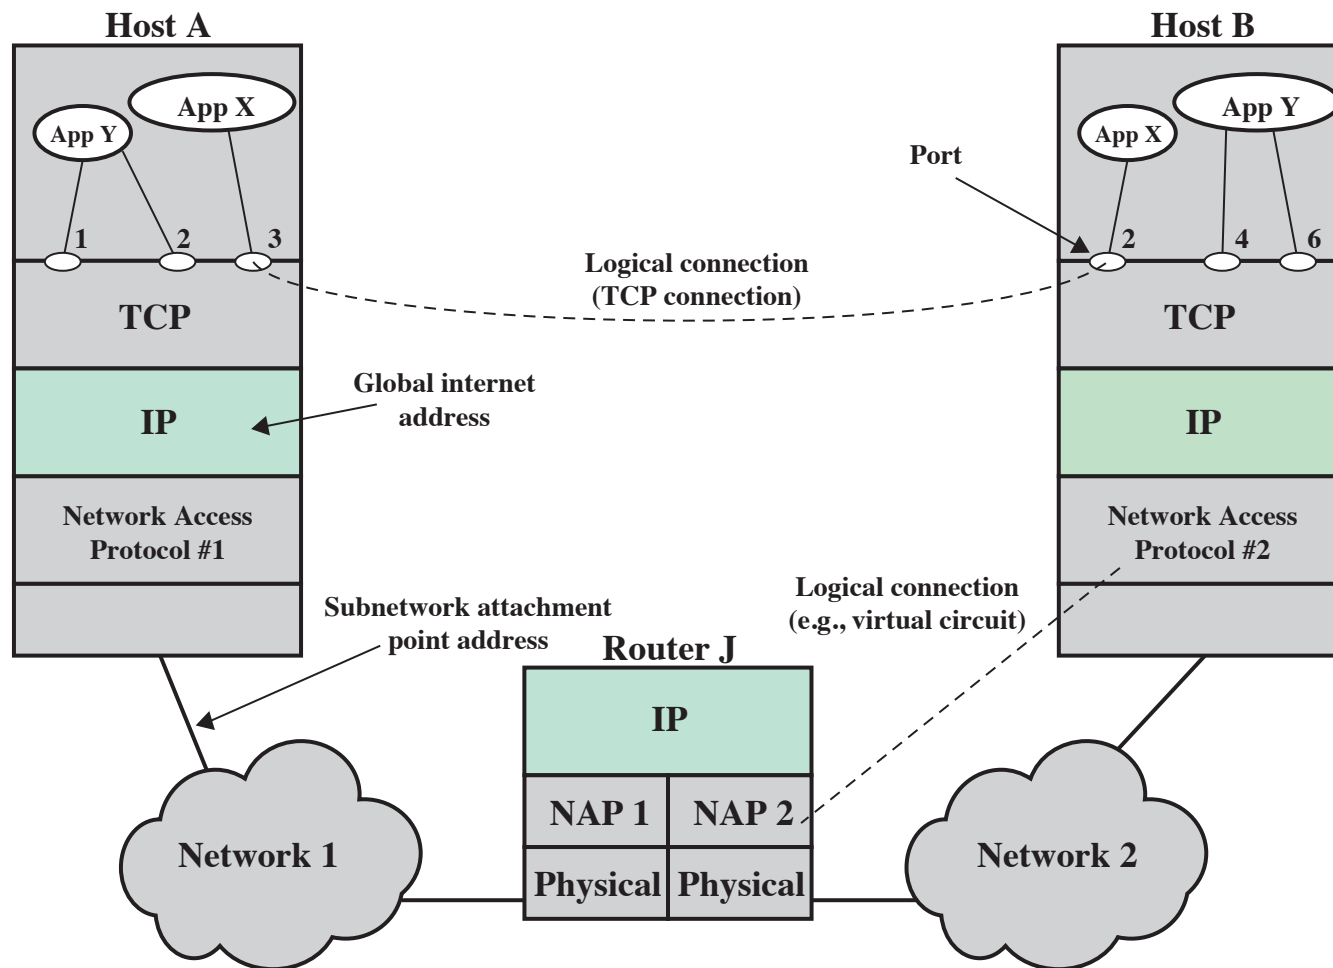 Host A
App X
App Y
1
2
3
TCP
IP
Network Access
Protocol #1
Host B
App X
App Y
2
4
6
TCP
IP
Network Access
Protocol #2
Port
Logical connection
(TCP connection)
Global internet
address
Subnetwork attachment
point address
Logical connection
(e.g., virtual circuit)
Router J
IP
NAP 1
NAP 2
Physical
Physical
Network 1
Network 2